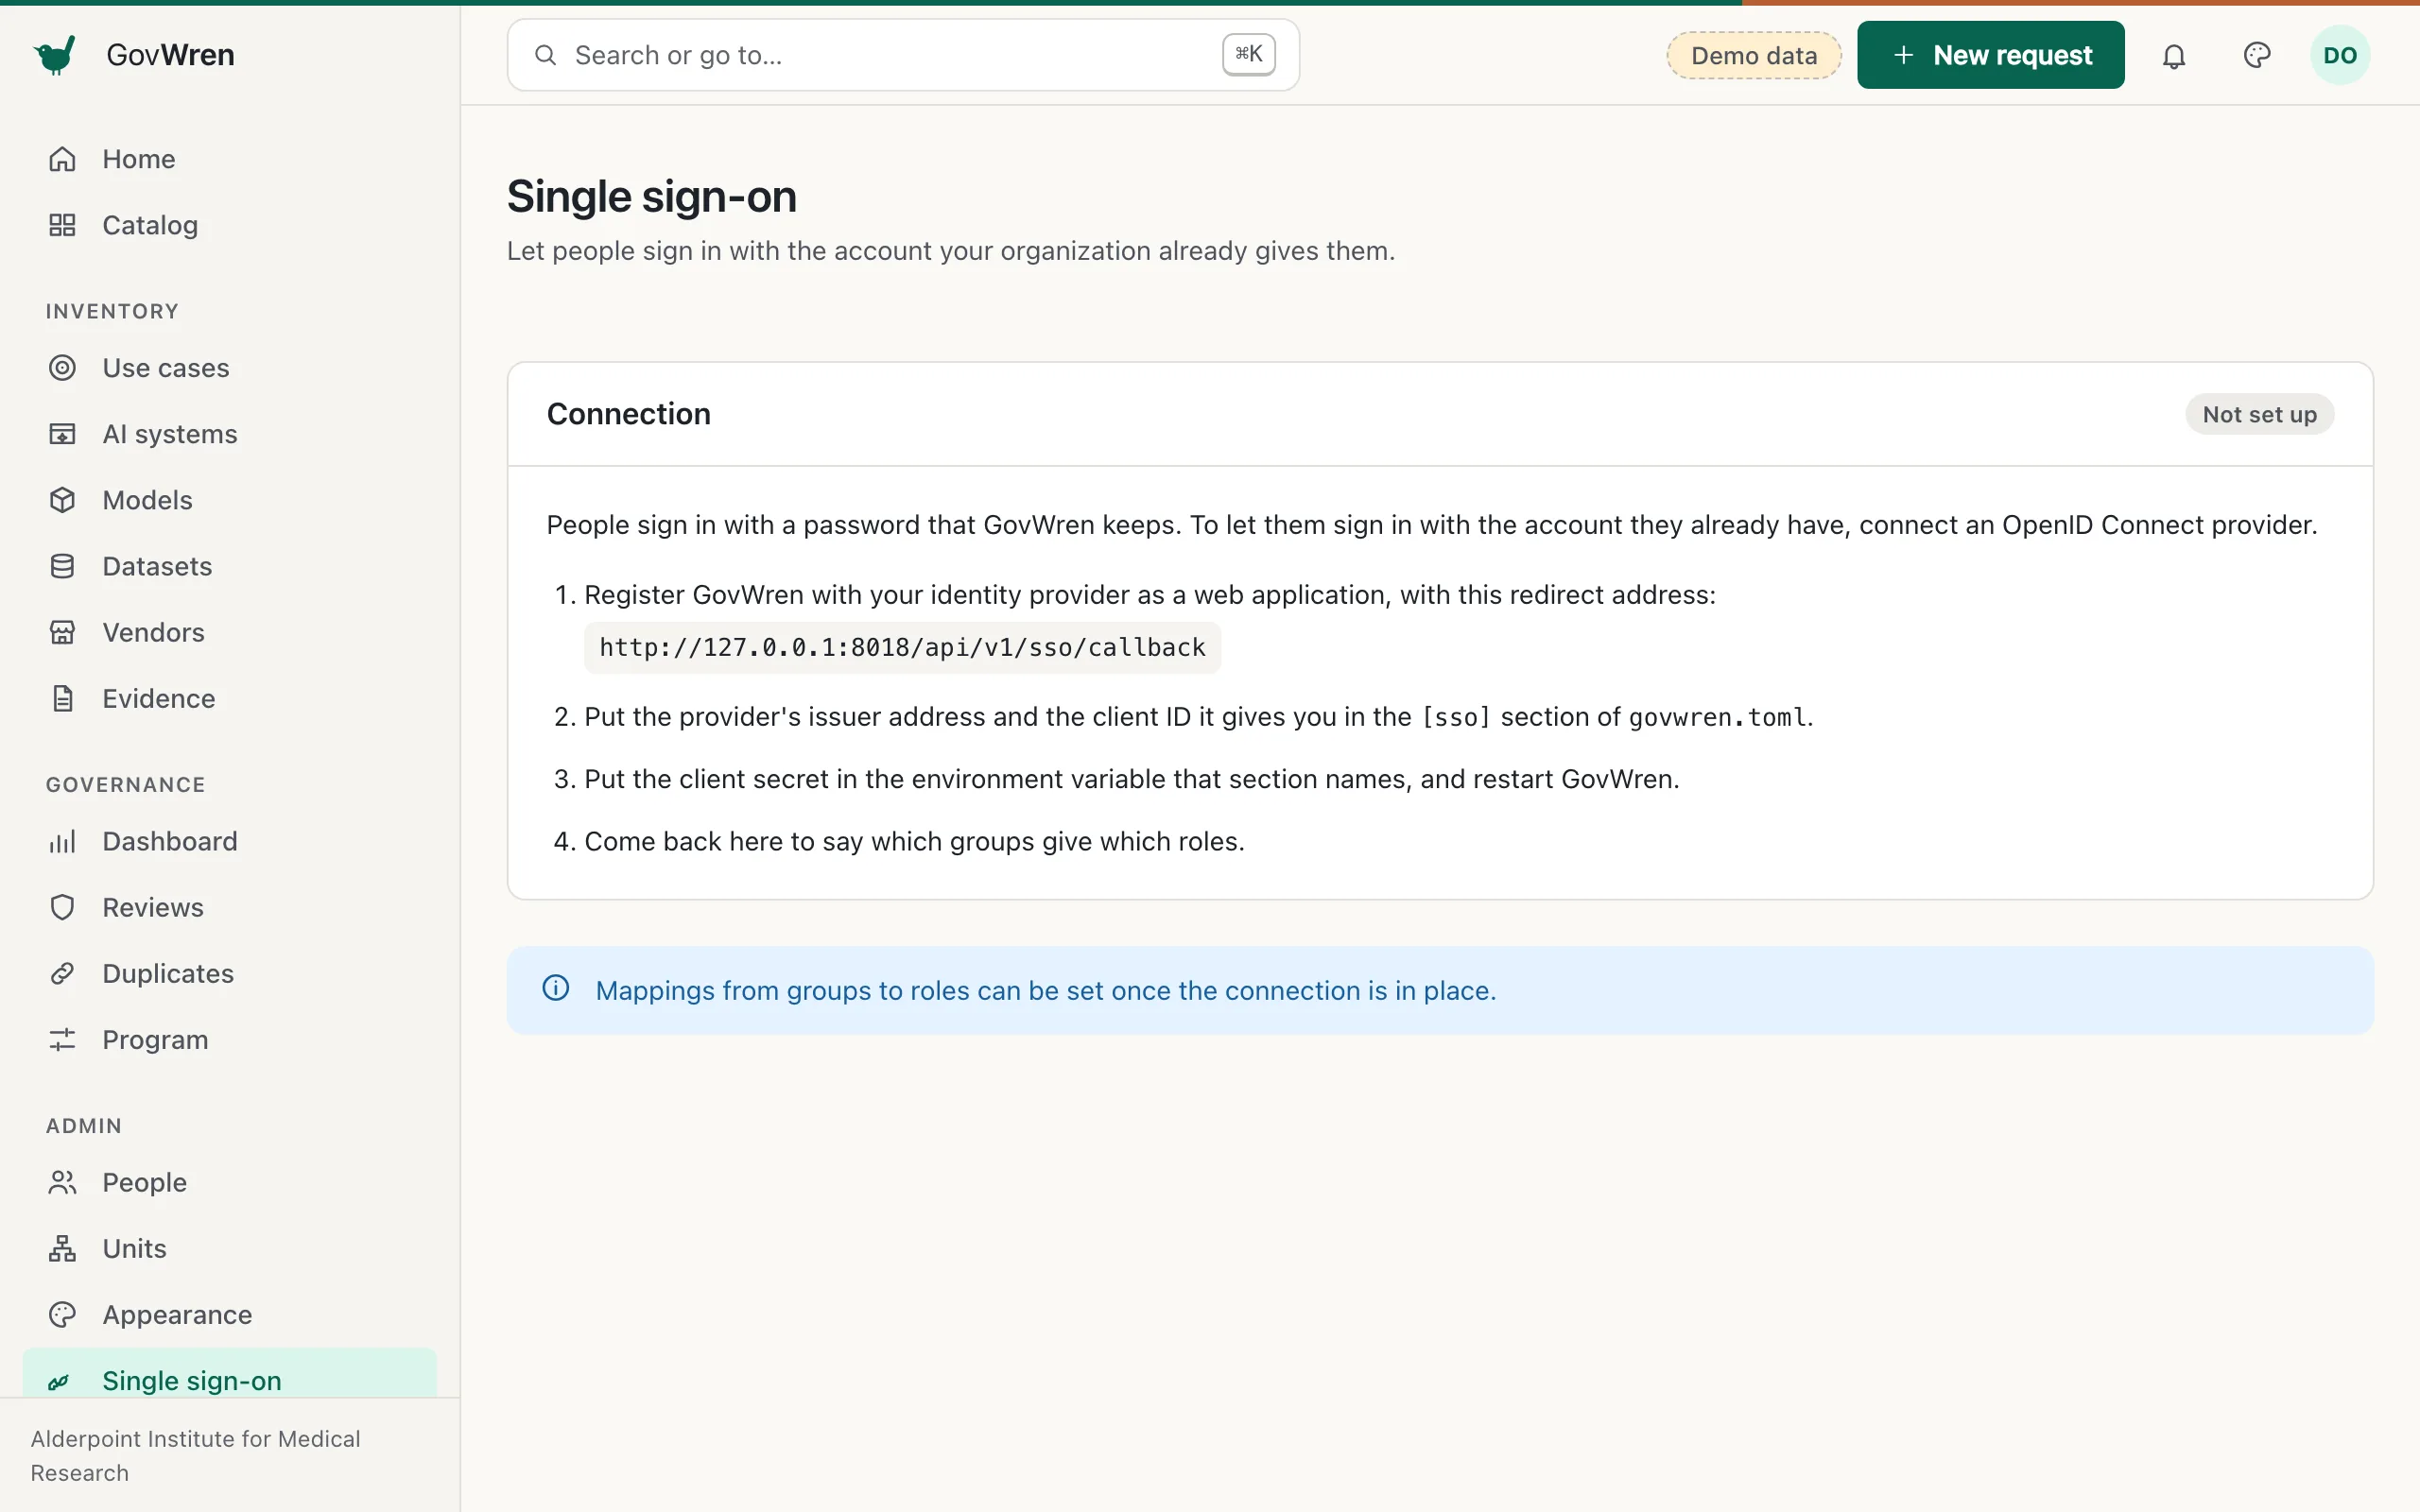 GovWren
Search or go to...
⌘K
Demo data
+ New request
DO
Home
Catalog
INVENTORY
Use cases
AI systems
Models
Datasets
Vendors
Evidence
GOVERNANCE
Dashboard
Reviews
Duplicates
Program
ADMIN
People
Units
Appearance
Single sign-on
Alderpoint Institute for Medical
Research
Single sign-on
Let people sign in with the account your organization already gives them.
Connection
Not set up
People sign in with a password that GovWren keeps. To let them sign in with the account they already have, connect an OpenID Connect provider.
1. Register GovWren with your identity provider as a web application, with this redirect address:
http://127.0.0.1:8018/api/v1/sso/callback
2. Put the provider's issuer address and the client ID it gives you in the [sso] section of govwren.toml.
3. Put the client secret in the environment variable that section names, and restart GovWren.
4. Come back here to say which groups give which roles.
Mappings from groups to roles can be set once the connection is in place.